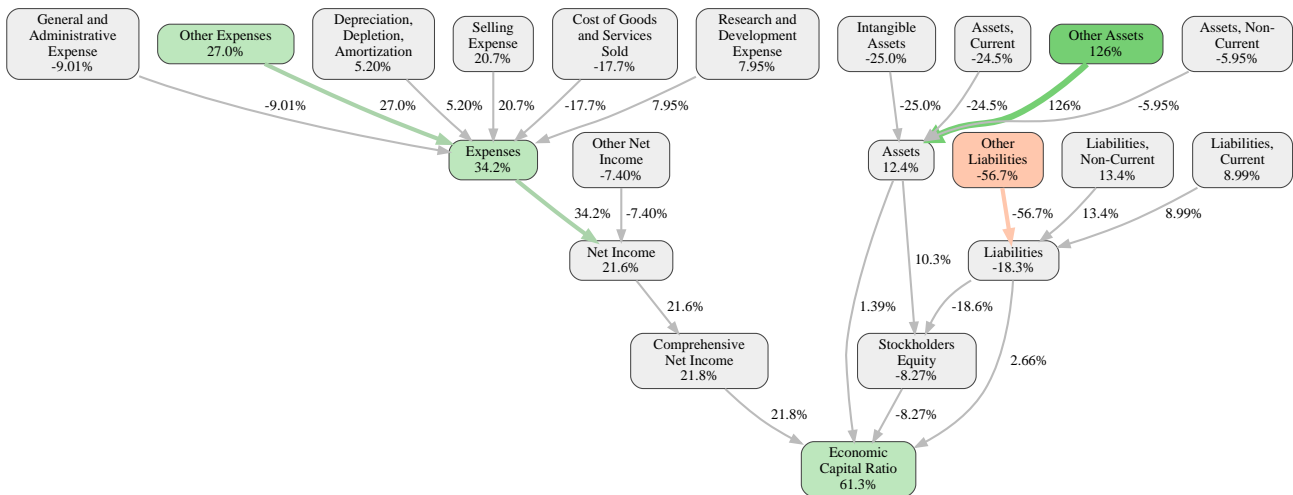 General and
Administrative
Expense
-9.01%
Other Expenses
27.0%
Depreciation,
Depletion,
Amortization
5.20%
Selling
Expense
20.7%
Cost of Goods
and Services
Sold
-17.7%
Research and
Development
Expense
7.95%
Intangible
Assets
-25.0%
Assets,
Current
-24.5%
Other Assets
126%
Assets, Non-
Current
-5.95%
-9.01%
27.0%
5.20%
20.7%
-17.7%
7.95%
-25.0%
-24.5%
126%
-5.95%
Expenses
34.2%
Other Net
Income
-7.40%
Assets
12.4%
Other
Liabilities
-56.7%
Liabilities,
Non-Current
13.4%
Liabilities,
Current
8.99%
34.2%
-7.40%
-56.7%
13.4%
8.99%
Net Income
21.6%
10.3%
Liabilities
-18.3%
21.6%
1.39%
-18.6%
Comprehensive
Net Income
21.8%
Stockholders
Equity
-8.27%
2.66%
21.8%
-8.27%
Economic
Capital Ratio
61.3%